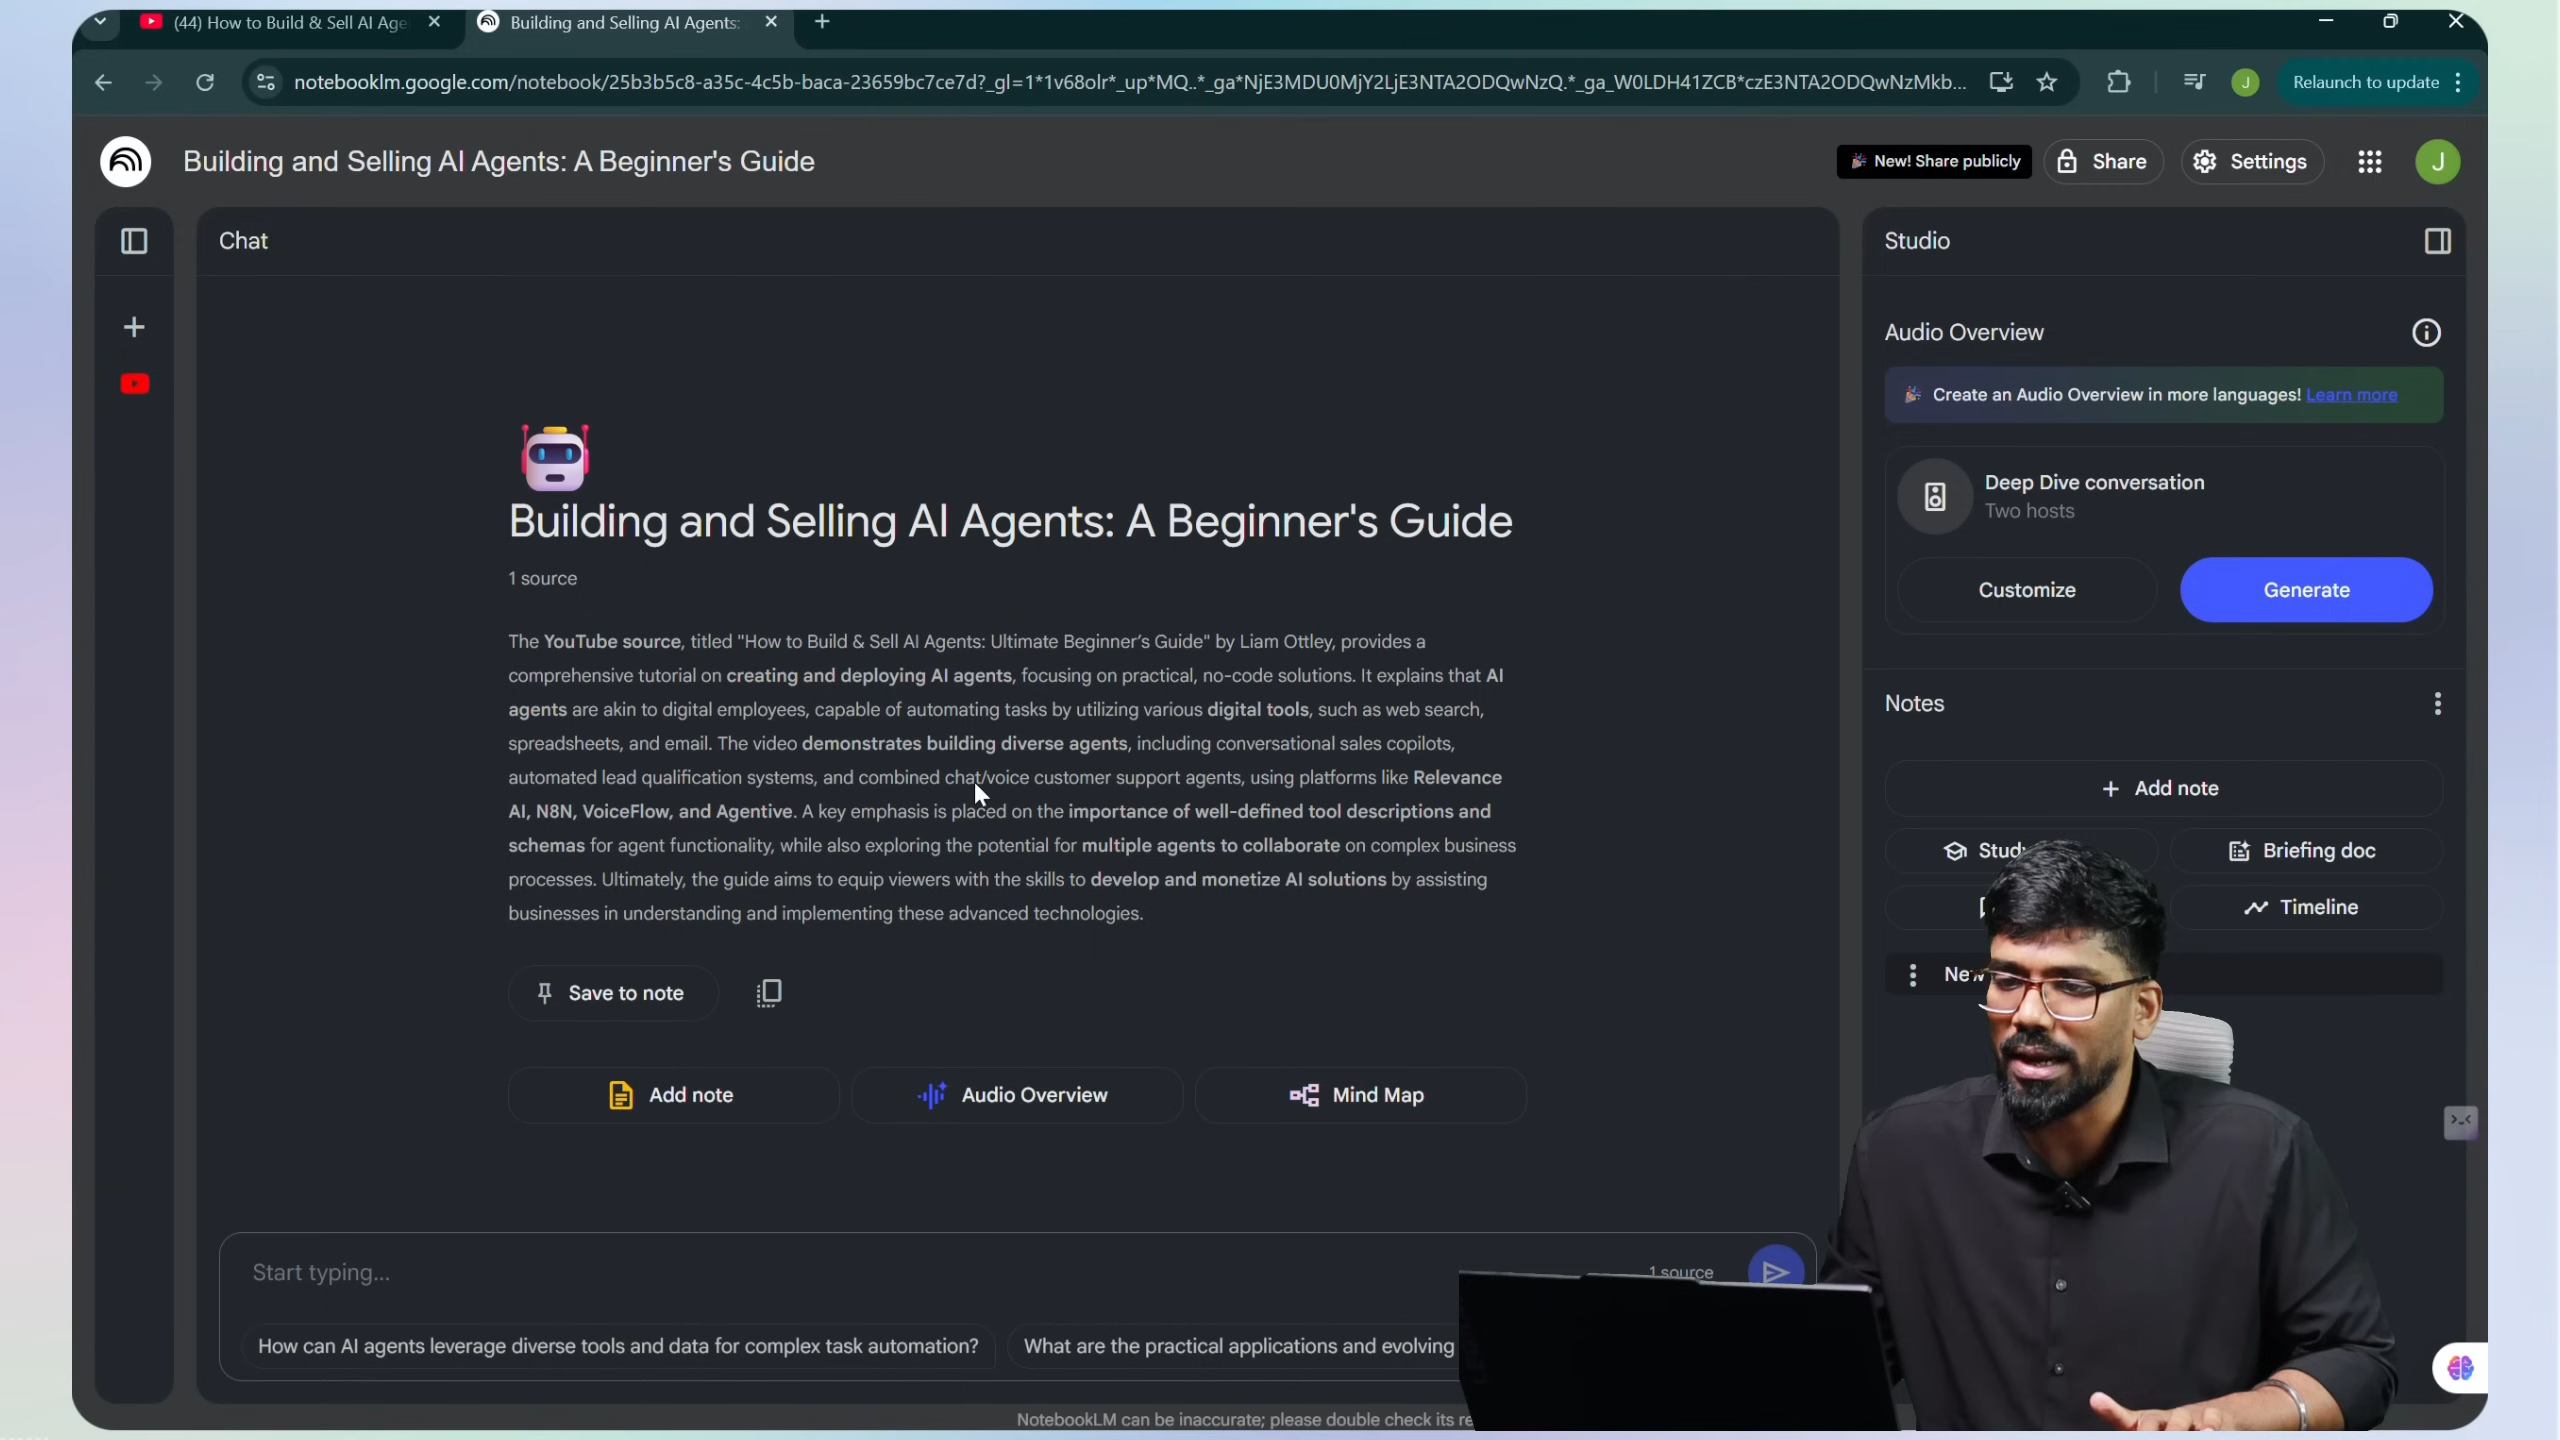 (44) How to Build & Sell AI Age
Building and Selling AI Agents:
notebooklm.google.com/notebook/25b3b5c8-a35c-4c5b-baca-23659bc7ce7d?_gl=1*1v68olr*_up*MQ..*_ga*NjE3MDU0MjY2LjE3NTA2ODQwNzQ.*_ga_W0LDH41ZCB*czE3NTA2ODQwNzMkb...
J
Relaunch to update
Building and Selling AI Agents: A Beginner's Guide
New! Share publicly
Share
Settings
J
Chat
Building and Selling AI Agents: A Beginner's Guide
1 source
The YouTube source, titled "How to Build & Sell AI Agents: Ultimate Beginner’s Guide" by Liam Ottley, provides a
comprehensive tutorial on creating and deploying AI agents, focusing on practical, no-code solutions. It explains that AI
agents are akin to digital employees, capable of automating tasks by utilizing various digital tools, such as web search,
spreadsheets, and email. The video demonstrates building diverse agents, including conversational sales copilots,
automated lead qualification systems, and combined chat/voice customer support agents, using platforms like Relevance
AI, N8N, VoiceFlow, and Agentive. A key emphasis is placed on the importance of well-defined tool descriptions and
schemas for agent functionality, while also exploring the potential for multiple agents to collaborate on complex business
processes. Ultimately, the guide aims to equip viewers with the skills to develop and monetize AI solutions by assisting
businesses in understanding and implementing these advanced technologies.
Save to note
Add note
Audio Overview
Mind Map
Start typing...
1 source
How can AI agents leverage diverse tools and data for complex task automation?
What are the practical applications and evolving
NotebookLM can be inaccurate; please double check its re
Studio
Audio Overview
Create an Audio Overview in more languages! Learn more
Deep Dive conversation
Two hosts
Customize
Generate
Notes
Add note
Study
Briefing doc
Timeline
New